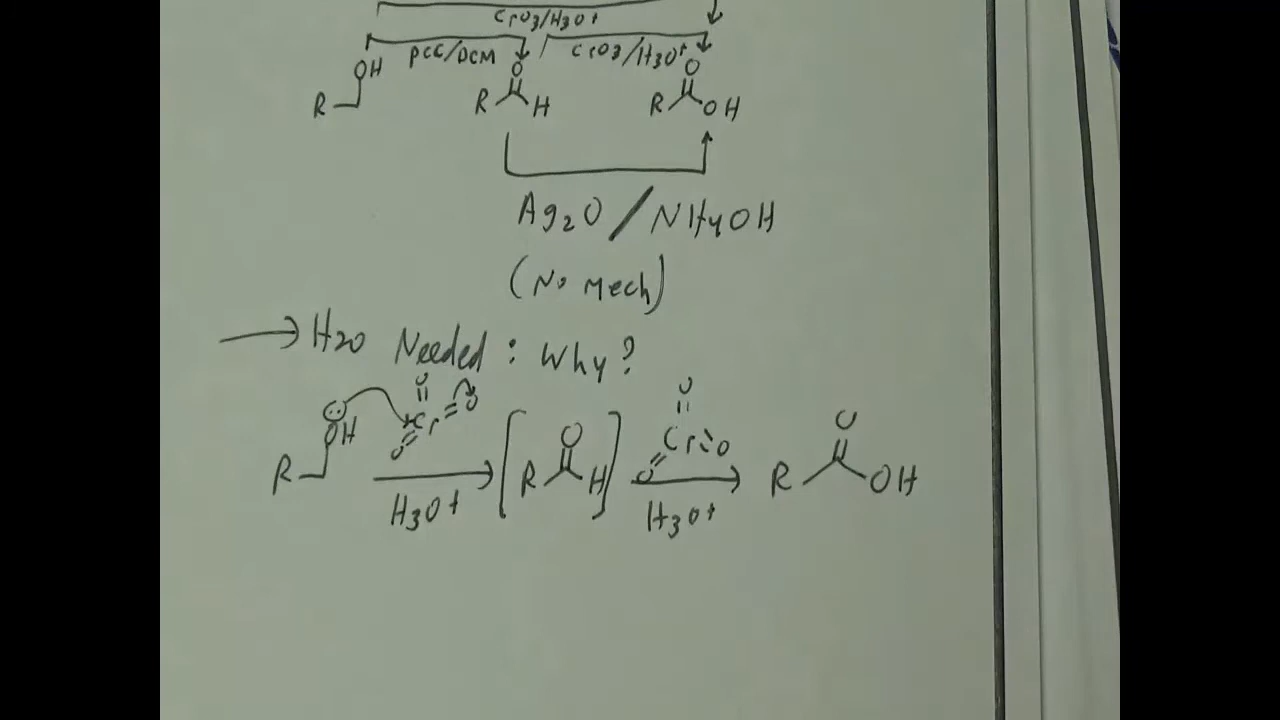 CrO3/H3O+
PCC/DCM CrO3/H3O+
R OH R O H R O OH
Ag2O / NH4OH
(No mech)
→ H2O Needed : Why?
R OH O Cr O O [R O H] O Cr O O R O OH
H3O+ H3O+